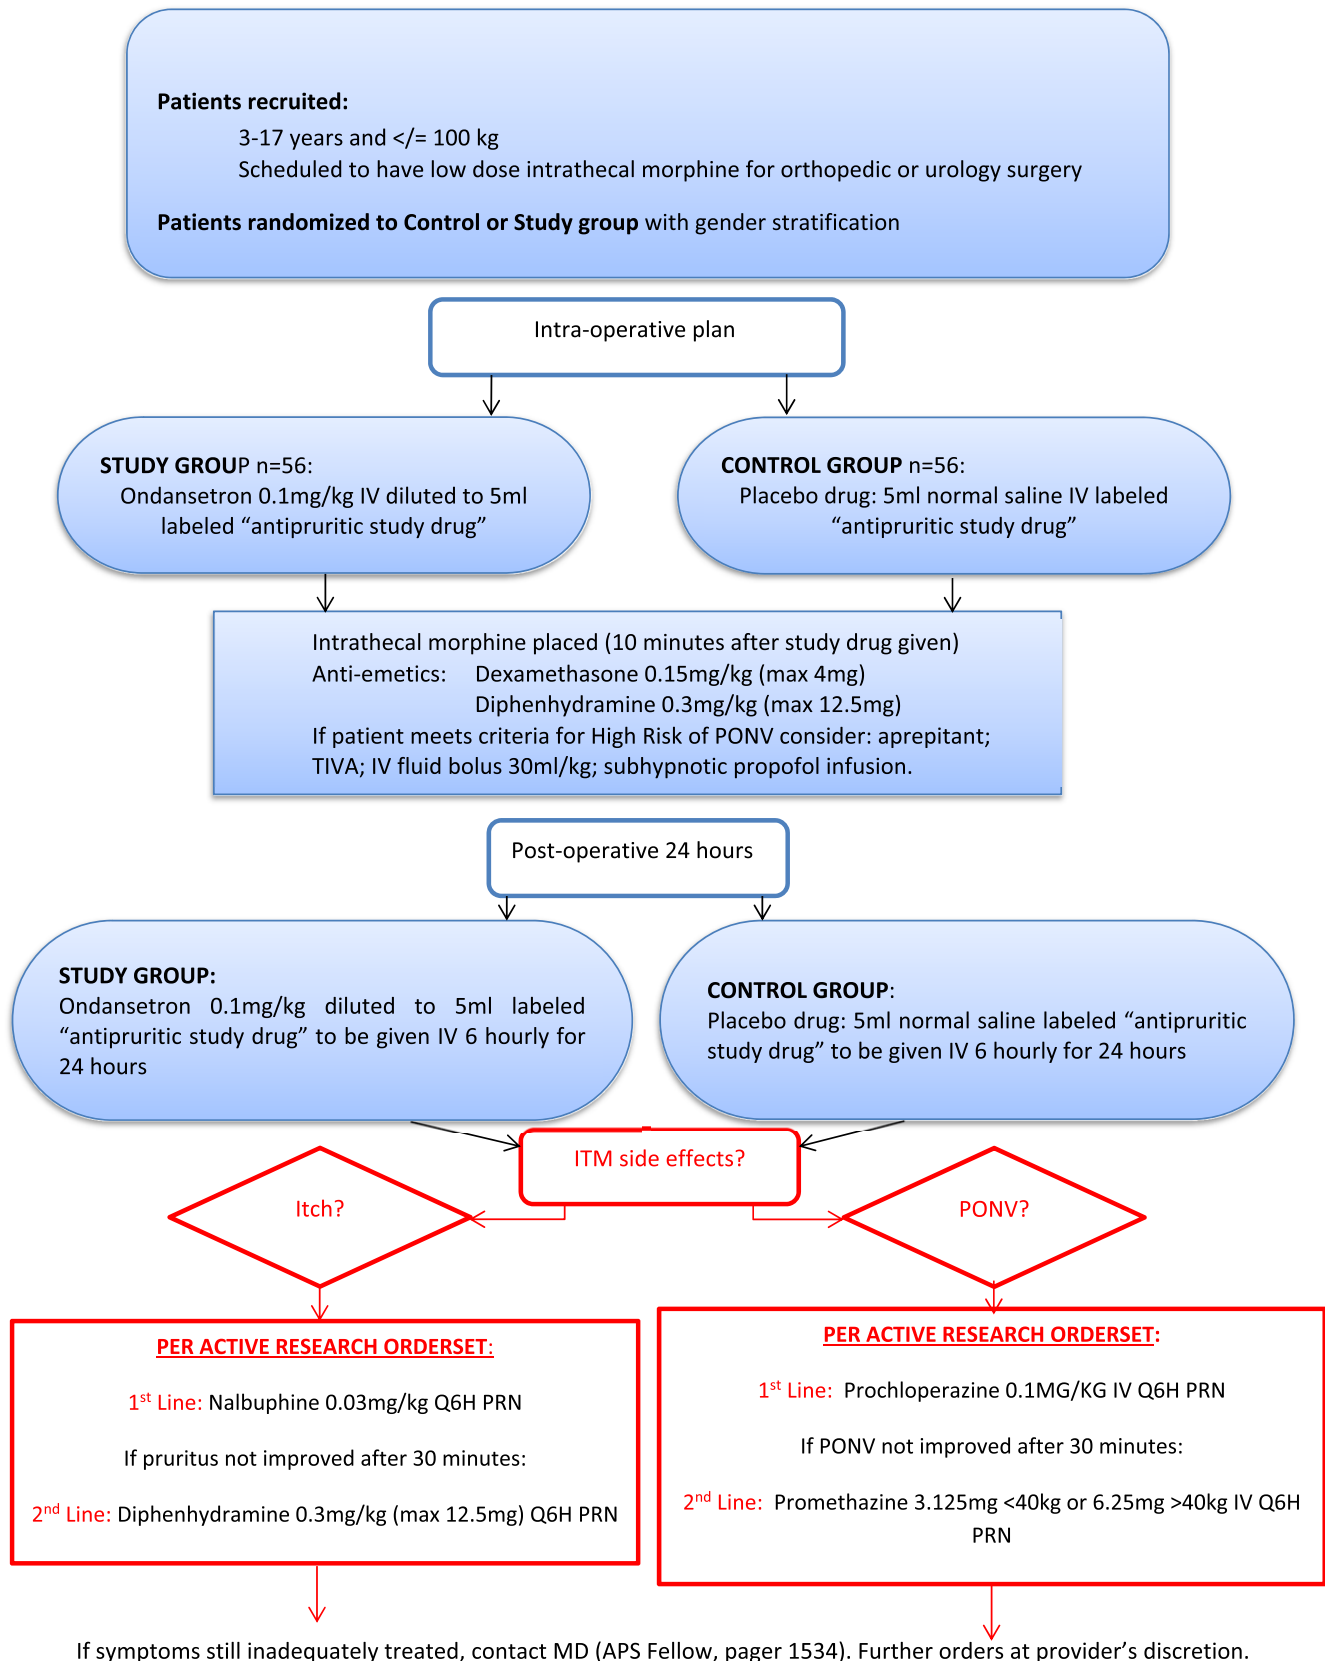 Patients recruited:
3-17 years and </= 100 kg
Scheduled to have low dose intrathecal morphine for orthopedic or urology surgery
Patients randomized to Control or Study group with gender stratification
Intra-operative plan
STUDY GROUP n=56:
Ondansetron 0.1mg/kg IV diluted to 5ml
labeled “antipruritic study drug”
CONTROL GROUP n=56:
Placebo drug: 5ml normal saline IV labeled
“antipruritic study drug”
Intrathecal morphine placed (10 minutes after study drug given)
Anti-emetics: Dexamethasone 0.15mg/kg (max 4mg)
Diphenhydramine 0.3mg/kg (max 12.5mg)
If patient meets criteria for High Risk of PONV consider: aprepitant;
TIVA; IV fluid bolus 30ml/kg; subhypnotic propofol infusion.
Post-operative 24 hours
STUDY GROUP:
Ondansetron 0.1mg/kg diluted to 5ml labeled
“antipruritic study drug” to be given IV 6 hourly for
24 hours
CONTROL GROUP:
Placebo drug: 5ml normal saline labeled “antipruritic
study drug” to be given IV 6 hourly for 24 hours
ITM side effects?
Itch?
PONV?
PER ACTIVE RESEARCH ORDERSET:
1st Line: Nalbuphine 0.03mg/kg Q6H PRN
If pruritus not improved after 30 minutes:
2nd Line: Diphenhydramine 0.3mg/kg (max 12.5mg) Q6H PRN
PER ACTIVE RESEARCH ORDERSET:
1st Line: Prochloperazine 0.1MG/KG IV Q6H PRN
If PONV not improved after 30 minutes:
2nd Line: Promethazine 3.125mg <40kg or 6.25mg >40kg IV Q6H
PRN
If symptoms still inadequately treated, contact MD (APS Fellow, pager 1534). Further orders at provider’s discretion.